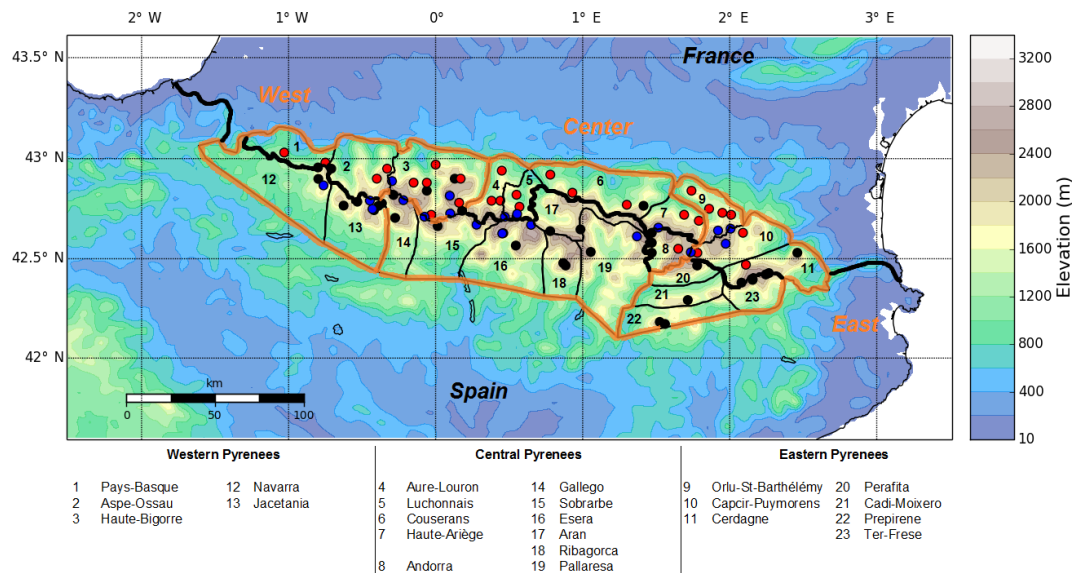 2° W 1° W 0° 1° E 2° E 3° E
43.5° N
43° N
42.5° N
42° N
France
West
Center
East
Spain
1
2
3
4
5
6
7
8
9
10
11
12
13
14
15
16
17
18
19
20
21
22
23
km
0 50 100
3200
2800
2400
2000
1600
1200
800
400
10
Elevation (m)
Western Pyrenees Central Pyrenees Eastern Pyrenees
1 Pays-Basque 12 Navarra 4 Aure-Louron 14 Gallego 9 Orlu-St-Barthélémy 20 Perafita
2 Aspe-Ossau 13 Jacetania 5 Luchonnais 15 Sobrarbe 10 Capcir-Puymorens 21 Cadi-Moixero
3 Haute-Bigorre 6 Couserans 16 Esera 11 Cerdagne 22 Prepirene
7 Haute-Ariège 17 Aran 23 Ter-Frese
18 Ribagorca
8 Andorra 19 Pallaresa